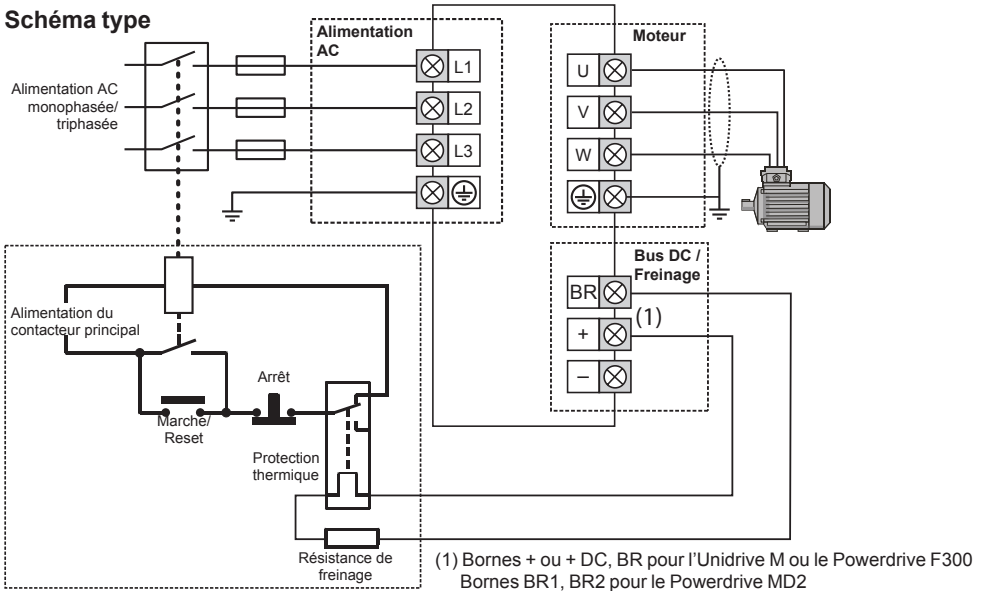 Schéma type
Alimentation AC
monophasée/
triphasée
Alimentation
AC
L1
L2
L3
Moteur
U
V
W
Bus DC /
Freinage
BR
+
–
(1)
Alimentation du
contacteur principal
Marche/
Reset
Arrêt
Protection
thermique
Résistance de
freinage
(1) Bornes + ou + DC, BR pour l'Unidrive M ou le Powerdrive F300
Bornes BR1, BR2 pour le Powerdrive MD2